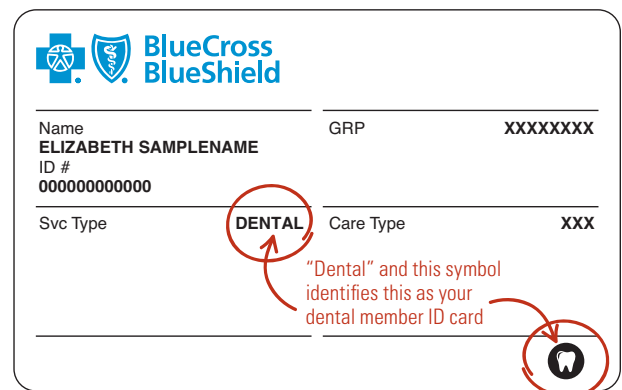 BlueCross
BlueShield
Name
ELIZABETH SAMPLENAME
ID #
000000000000
GRP XXXXXXXX
Svc Type DENTAL
Care Type XXX
"Dental" and this symbol
identifies this as your
dental member ID card